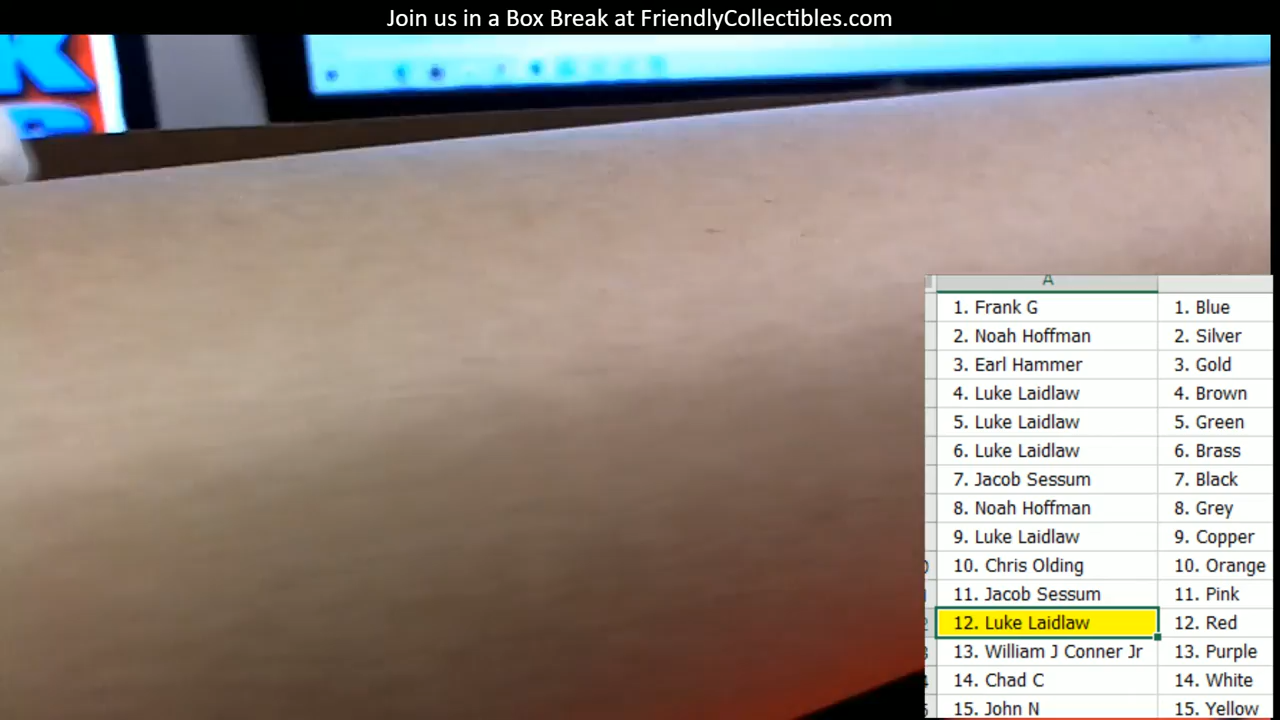 Join us in a Box Break at FriendlyCollectibles.com
A
1. Frank G 1. Blue
2. Noah Hoffman 2. Silver
3. Earl Hammer 3. Gold
4. Luke Laidlaw 4. Brown
5. Luke Laidlaw 5. Green
6. Luke Laidlaw 6. Brass
7. Jacob Sessum 7. Black
8. Noah Hoffman 8. Grey
9. Luke Laidlaw 9. Copper
10. Chris Olding 10. Orange
11. Jacob Sessum 11. Pink
12. Luke Laidlaw 12. Red
13. William J Conner Jr 13. Purple
14. Chad C 14. White
15. John N 15. Yellow